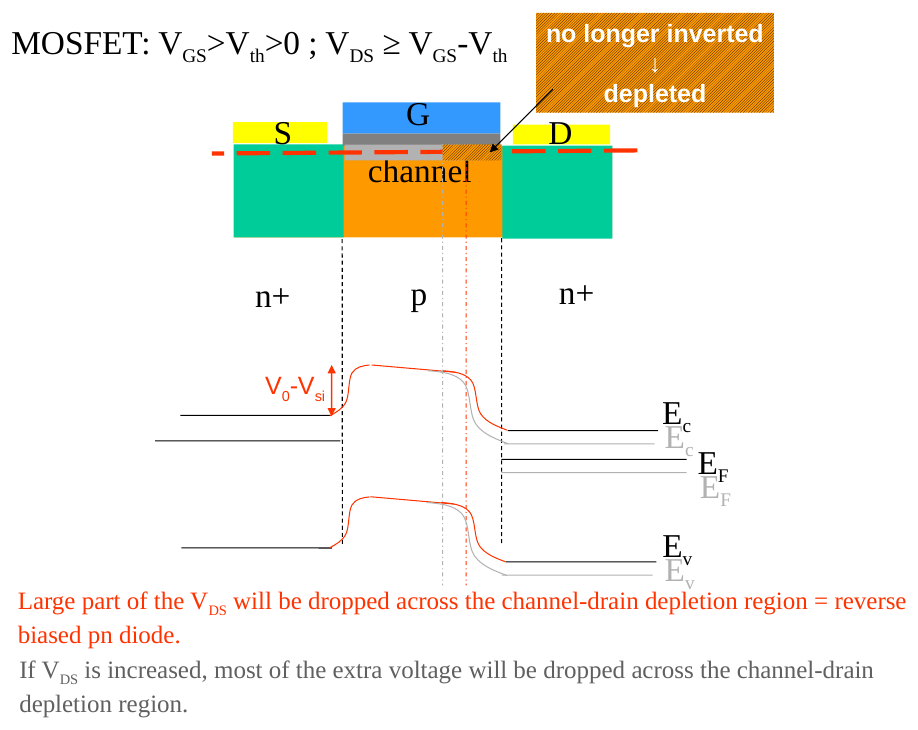 MOSFET: VGS>Vth>0 ; VDS ≥ VGS-Vth
no longer inverted
↓
depleted
S
G
D
channel
n+
p
n+
V0-Vsi
Ec
Ec
EF
EF
Ev
Ev
Large part of the VDS will be dropped across the channel-drain depletion region = reverse
biased pn diode.
If VDS is increased, most of the extra voltage will be dropped across the channel-drain
depletion region.